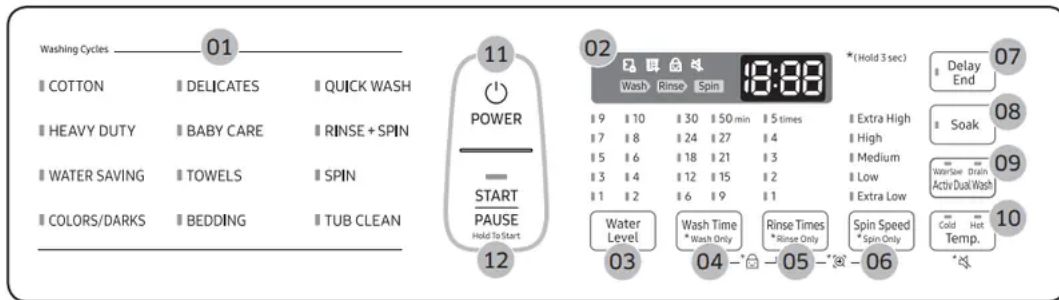 Washing Cycles
01
COTTON
DELICATES
QUICK WASH
HEAVY DUTY
BABY CARE
RINSE + SPIN
WATER SAVING
TOWELS
SPIN
COLORS/DARKS
BEDDING
TUB CLEAN
11
POWER
START
PAUSE
Hold To Start
12
02
Wash Rinse Spin
18:88
*(Hold 3 sec)
9 10 30 50 min 5 times Extra High
7 8 24 27 4 High
5 6 18 21 3 Medium
3 4 12 15 2 Low
1 2 6 9 1 Extra Low
Water
Level
03
Wash Time
*Wash Only
04
Rinse Times
*Rinse Only
05
Spin Speed
*Spin Only
06
07
Delay
End
08
Soak
09
WaterSave Drain
Activ Dual Wash
10
Cold Hot
Temp.